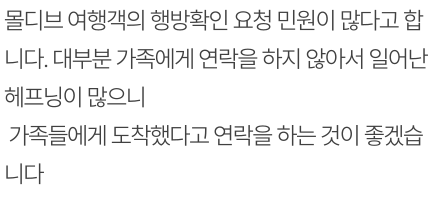 몰디브 여행객의 행방확인 요청 민원이 많다고 합
니다. 대부분 가족에게 연락을 하지 않아서 일어난
헤프닝이 많으니
가족들에게 도착했다고 연락을 하는 것이 좋겠습
니다